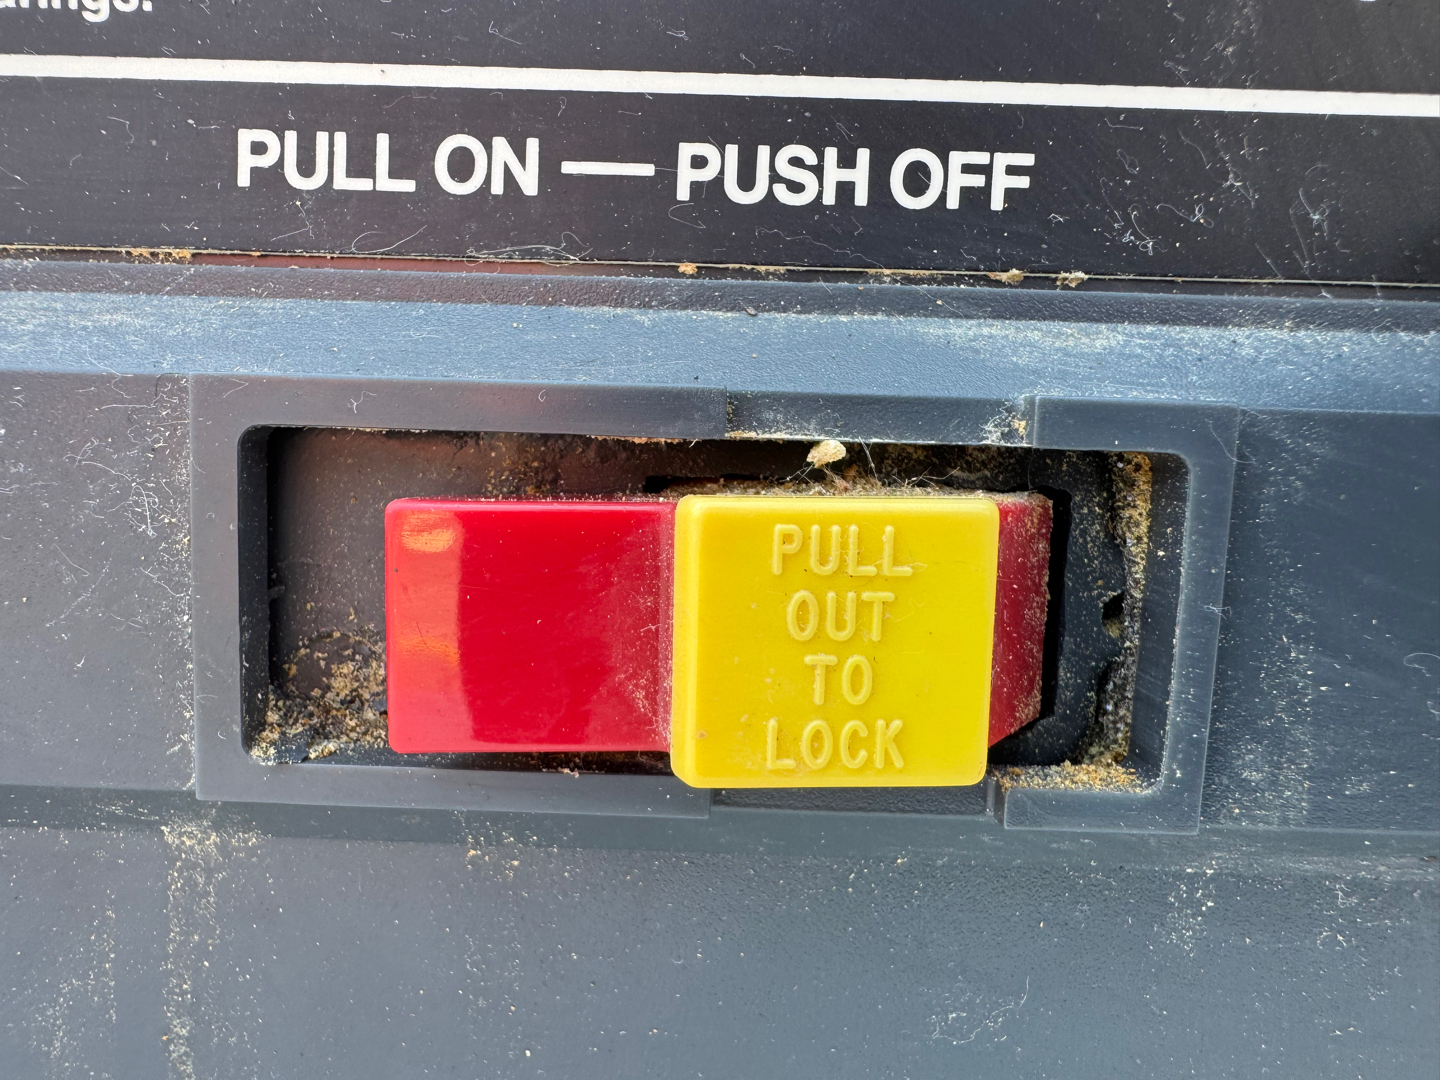 PULL ON — PUSH OFF
PULL
OUT
TO
LOCK